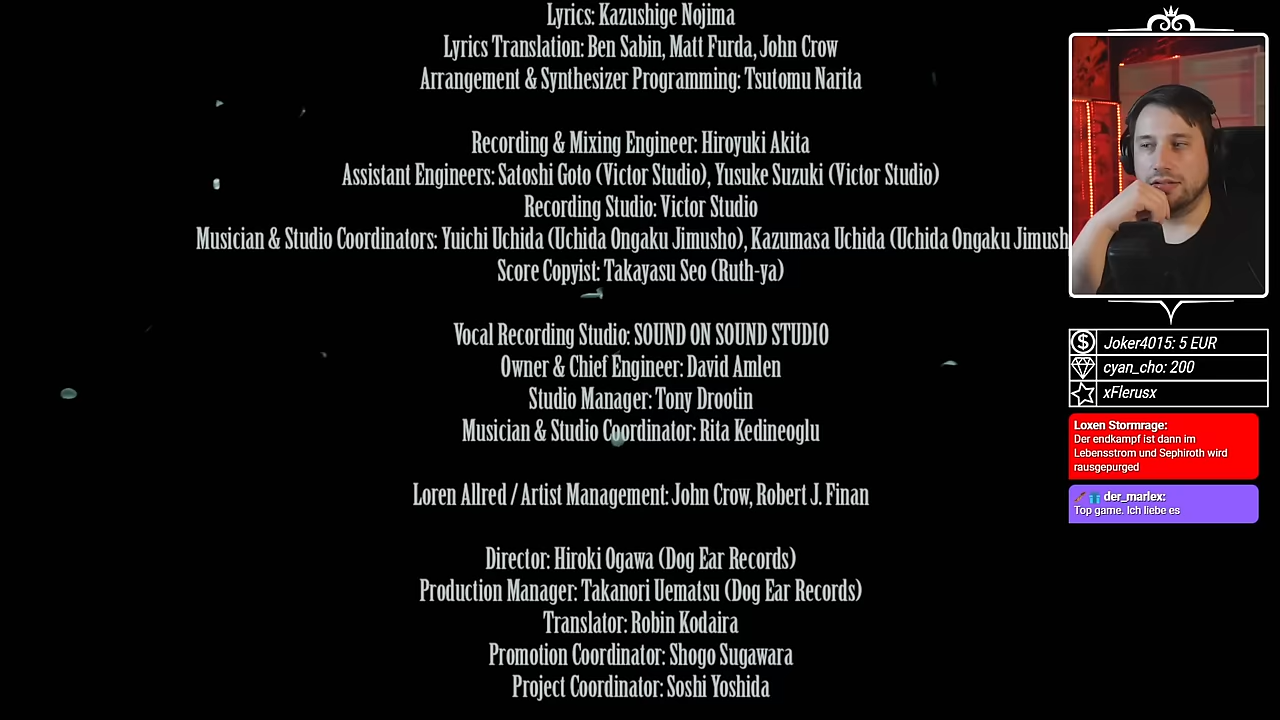 Lyrics: Kazushige Nojima
Lyrics Translation: Ben Sabin, Matt Furda, John Crow
Arrangement & Synthesizer Programming: Tsutomu Narita
Recording & Mixing Engineer: Hiroyuki Akita
Assistant Engineers: Satoshi Goto (Victor Studio), Yusuke Suzuki (Victor Studio)
Recording Studio: Victor Studio
Musician & Studio Coordinators: Yuichi Uchida (Uchida Ongaku Jimusho), Kazumasa Uchida (Uchida Ongaku Jimush
Score Copyist: Takayasu Seo (Ruth-ya)
Vocal Recording Studio: SOUND ON SOUND STUDIO
Owner & Chief Engineer: David Amlen
Studio Manager: Tony Drootin
Musician & Studio Coordinator: Rita Kedineoglu
Loren Allred / Artist Management: John Crow, Robert J. Finan
Director: Hiroki Ogawa (Dog Ear Records)
Production Manager: Takanori Uematsu (Dog Ear Records)
Translator: Robin Kodaira
Promotion Coordinator: Shogo Sugawara
Project Coordinator: Soshi Yoshida
Joker4015: 5 EUR
cyan_cho: 200
xFlerusx
Loxen Stormrage:
Der endkampf ist dann im
Lebensstrom und Sephiroth wird
rausgepurged
der_marlex:
Top game. Ich liebe es